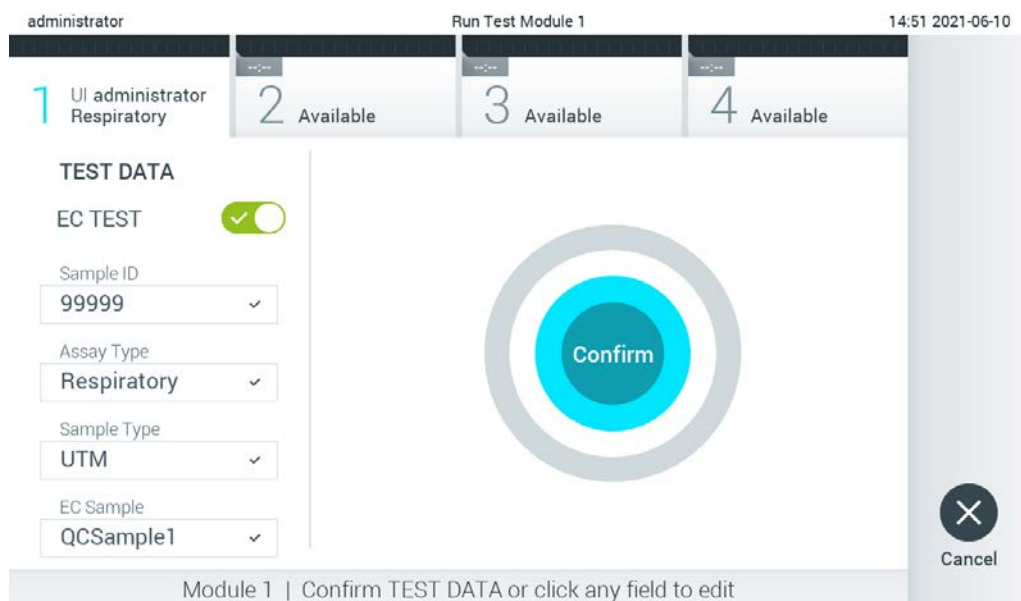 administrator Run Test Module 1 14:51 2021-06-10
--:-- --:-- --:--
1 UI administrator
Respiratory
2 Available
3 Available
4 Available
TEST DATA
EC TEST
Sample ID
99999
Assay Type
Respiratory
Sample Type
UTM
EC Sample
QCSample1
Confirm
Cancel
Module 1 | Confirm TEST DATA or click any field to edit